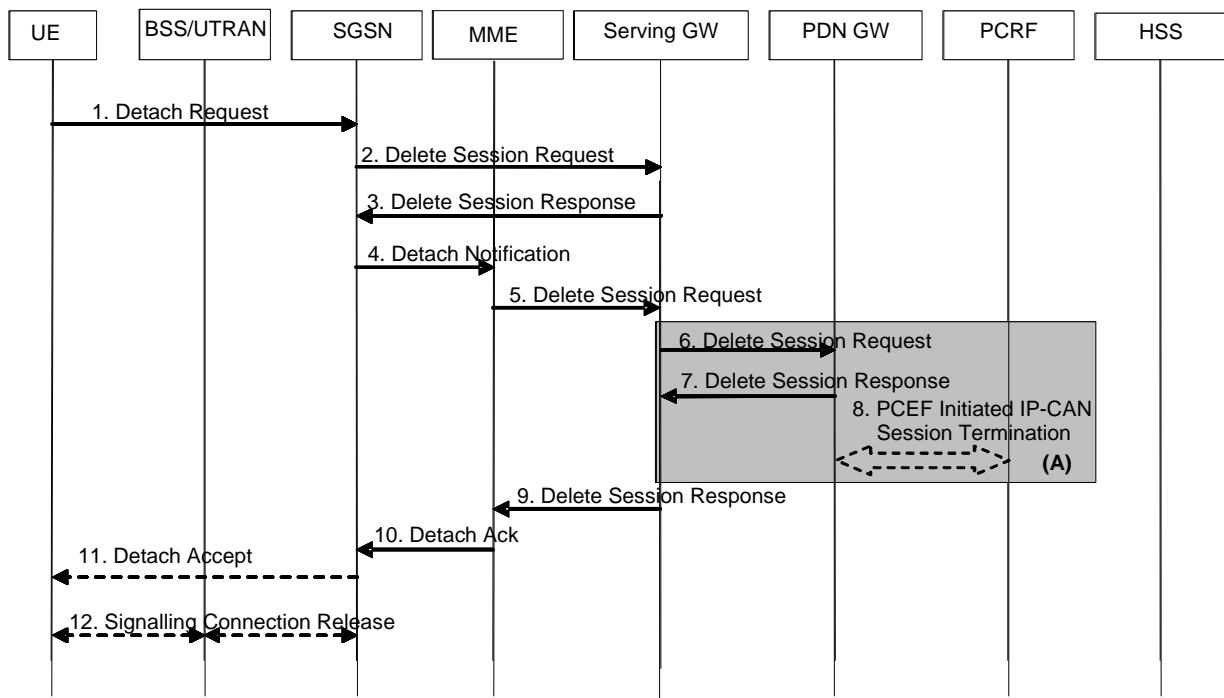 UE
BSS/UTRAN
SGSN
MME
Serving GW
PDN GW
PCRF
HSS
1. Detach Request
2. Delete Session Request
3. Delete Session Response
4. Detach Notification
5. Delete Session Request
6. Delete Session Request
7. Delete Session Response
8. PCEF Initiated IP-CAN
Session Termination
(A)
9. Delete Session Response
10. Detach Ack
11. Detach Accept
12. Signalling Connection Release